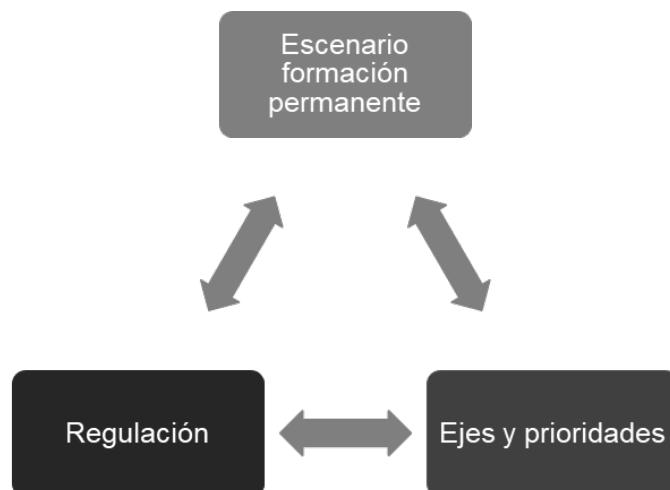 Escenario
formación
permanente
Regulación
Ejes y prioridades